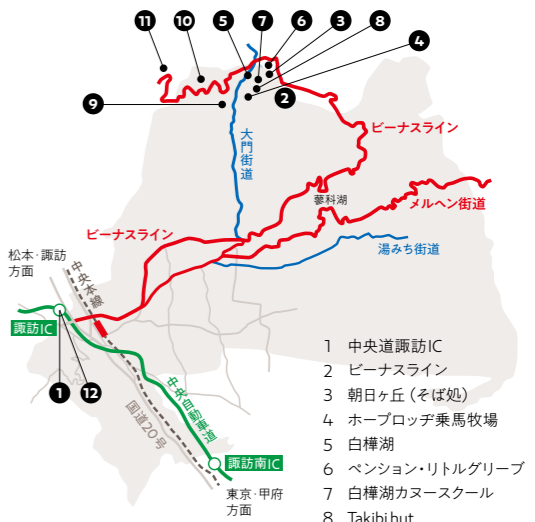 11
10
5
7
6
3
8
4
9
2
ビーナスライン
大門街道
蓼科湖
メルヘン街道
ビーナスライン
湯みち街道
松本・諏訪
方面
中央本線
諏訪IC
1
12
中央自動車道
国道20号
諏訪南IC
東京・甲府
方面
1 中央道諏訪IC
2 ビーナスライン
3 朝日ヶ丘（そば処）
4 ホープロッヂ乗馬牧場
5 白樺湖
6 ペンション・リトルグリーブ
7 白樺湖カヌースクール
8 Takibi hut